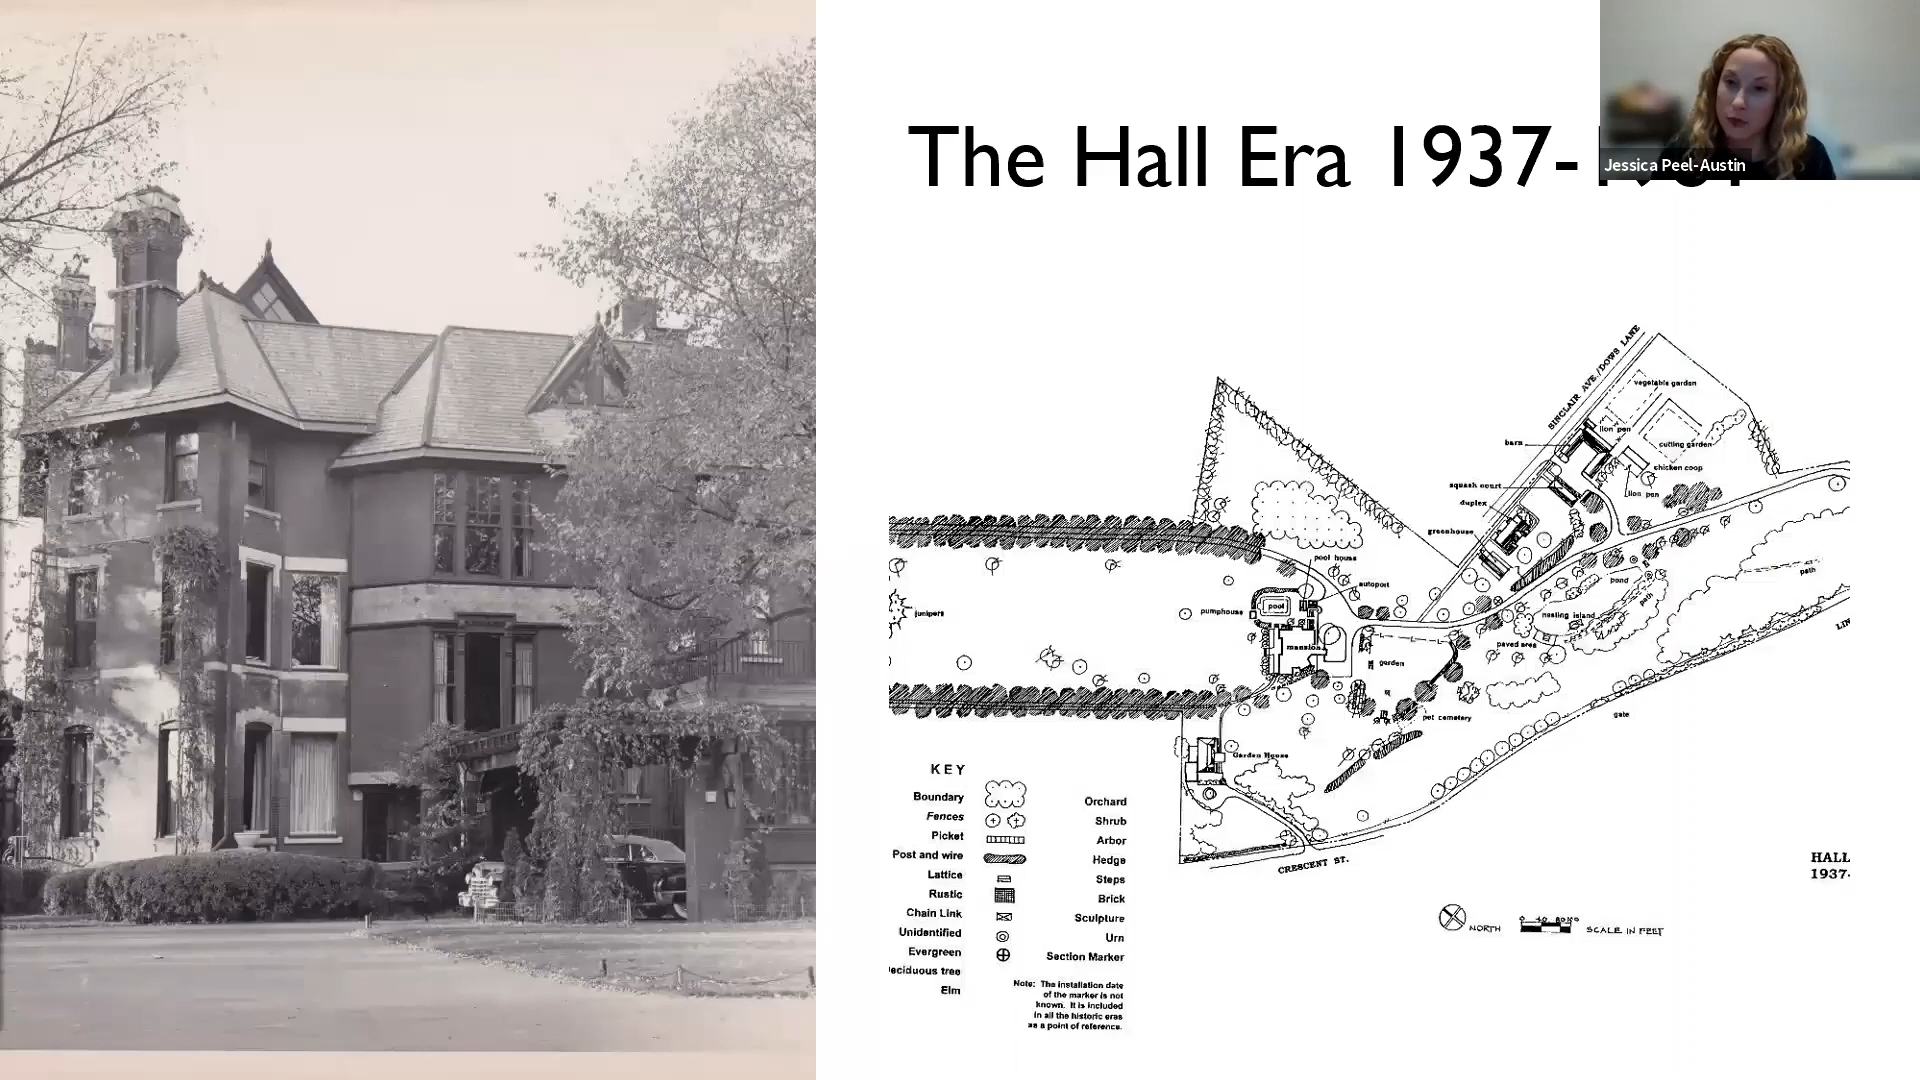 The Hall Era 1937-
Jessica Peel-Austin
SINCLAIR AVE./DOWS LANE
vegetable garden
lion pen
barn
cutting garden
chicken coop
squash court
lion pen
duplex
greenhouse
pool house
autoport
pond
path
path
pumphouse
pool
nesting island
junipers
mansion
paved area
garden
pet cemetery
gate
Garden House
CRESCENT ST.
KEY
Boundary
Fences
Picket
Post and wire
Lattice
Rustic
Chain Link
Unidentified
Evergreen
eciduous tree
Elm
Orchard
Shrub
Arbor
Hedge
Steps
Brick
Sculpture
Urn
Section Marker
Note: The installation date
of the marker is not
known. It is included
in all the historic eras
as a point of reference.
HALL
1937-
NORTH
SCALE IN FEET